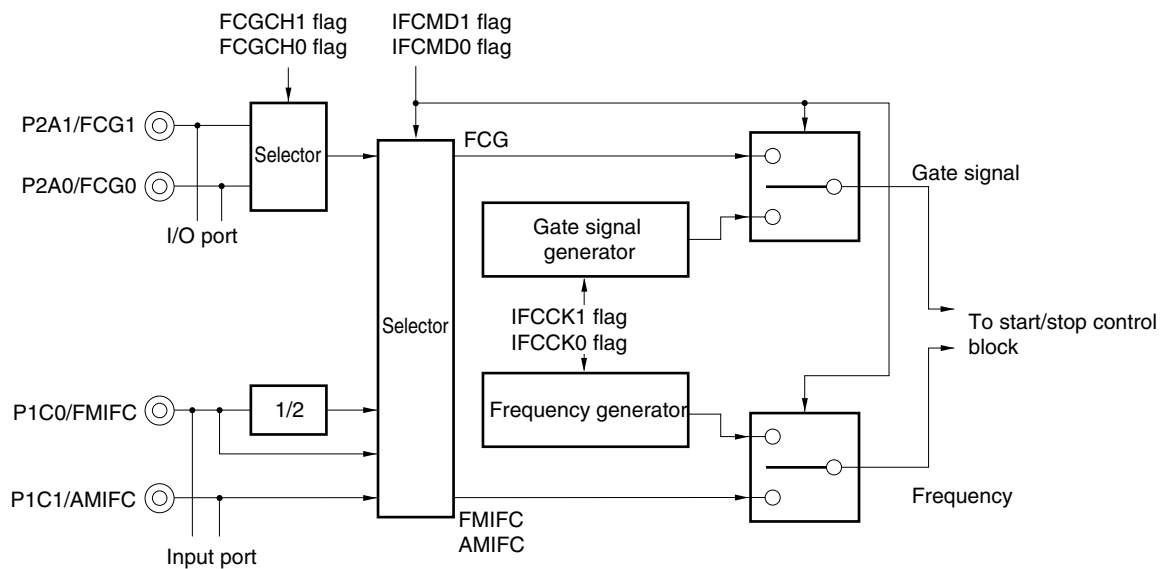 FCGCH1 flag
FCGCH0 flag
IFCMD1 flag
IFCMD0 flag
P2A1/FCG1
P2A0/FCG0
Selector
I/O port
FCG
Gate signal
Gate signal
generator
IFCCK1 flag
IFCCK0 flag
Selector
To start/stop control
block
P1C0/FMIFC
1/2
Frequency generator
P1C1/AMIFC
Frequency
FMIFC
AMIFC
Input port